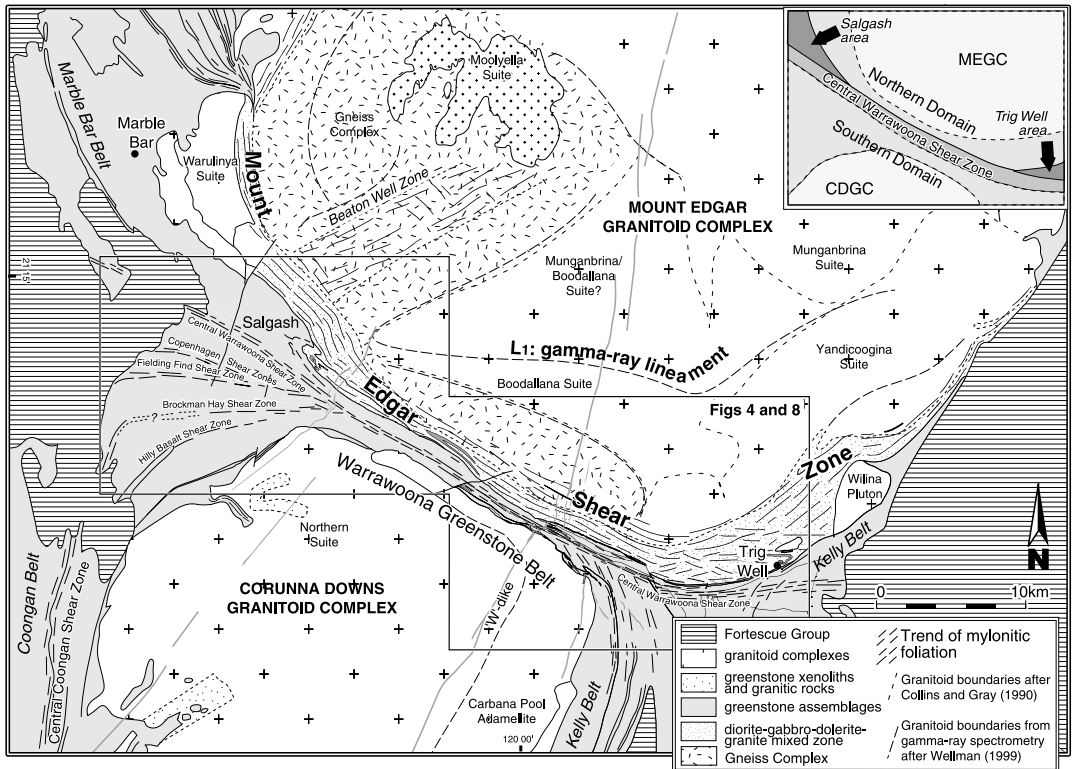 Salgash
area
MEGC
Northern Domain
Central Warrawoona Shear Zone
Trig Well
area
Southern Domain
CDGC
Marble Bar Belt
Marble
Bar
Warulinya
Suite
Mount
Gneiss
Complex
Moolyella
Suite
Beaton Well Zone
MOUNT EDGAR
GRANITOID COMPLEX
Munganbrina/
Boodallana
Suite?
Munganbrina
Suite
21 15'
Salgash
Central Warrawoona Shear Zone
Copenhagen Shear Zones
Fielding Find Shear Zone
Brockman Hay Shear Zone
?
Hilly Basalt Shear Zone
L1: gamma-ray lineament
Yandicoogina
Suite
Boodallana Suite
Edgar
Figs 4 and 8
Shear
Zone
Wilina
Pluton
Warrawoona Greenstone Belt
Northern
Suite
Trig
Well
Kelly Belt
N
CORUNNA DOWNS
GRANITOID COMPLEX
Central Warrawoona Shear Zone
0 10km
Coongan Belt
Central Coongan Shear Zone
'W'-dike
Carbana Pool
Adamellite
Kelly Belt
120 00'
Fortescue Group
granitoid complexes
greenstone xenoliths
and granitic rocks
greenstone assemblages
diorite-gabbro-dolerite-
granite mixed zone
Gneiss Complex
Trend of mylonitic
foliation
Granitoid boundaries after
Collins and Gray (1990)
Granitoid boundaries from
gamma-ray spectrometry
after Wellman (1999)